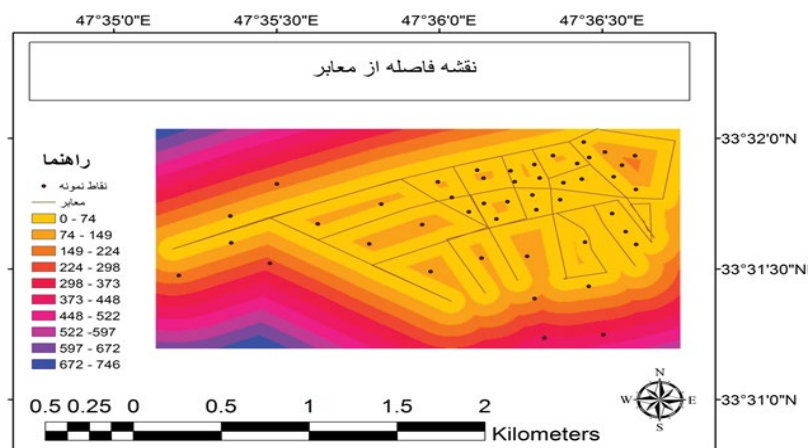 47°35'0"E 47°35'30"E 47°36'0"E 47°36'30"E
نقشه فاصله از معابر
33°32'0"N
33°31'30"N
33°31'0"N
راهنما
نقاط نمونه
معابر
0 - 74
74 - 149
149 - 224
224 - 298
298 - 373
373 - 448
448 - 522
522 -597
597 - 672
672 - 746
N
W E
S
0.5 0.25 0 0.5 1 1.5 2
Kilometers